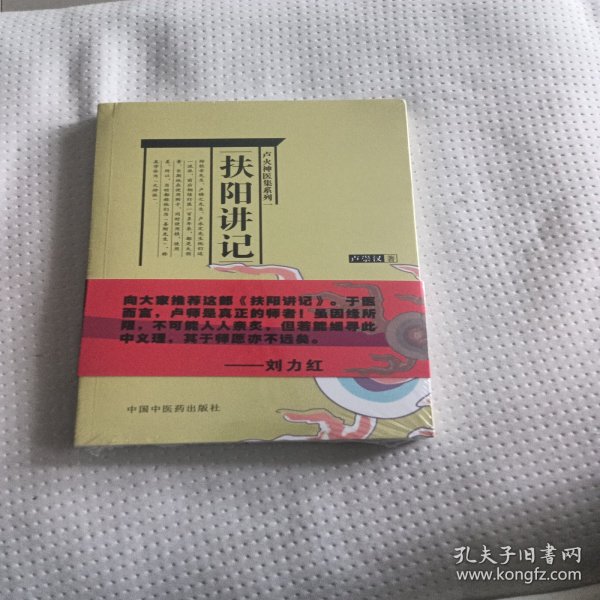 卢火神医集系列一
扶阳讲记
卢崇汉 著
向大家推荐这部《扶阳讲记》。于医
而言，卢师是真正的师者！虽因缘所
限，不可能人人亲炙，但若能细寻此
中文理，其于师愿亦不远矣。
——刘力红
中国中医药出版社
孔夫子旧书网
www.kongfz.com